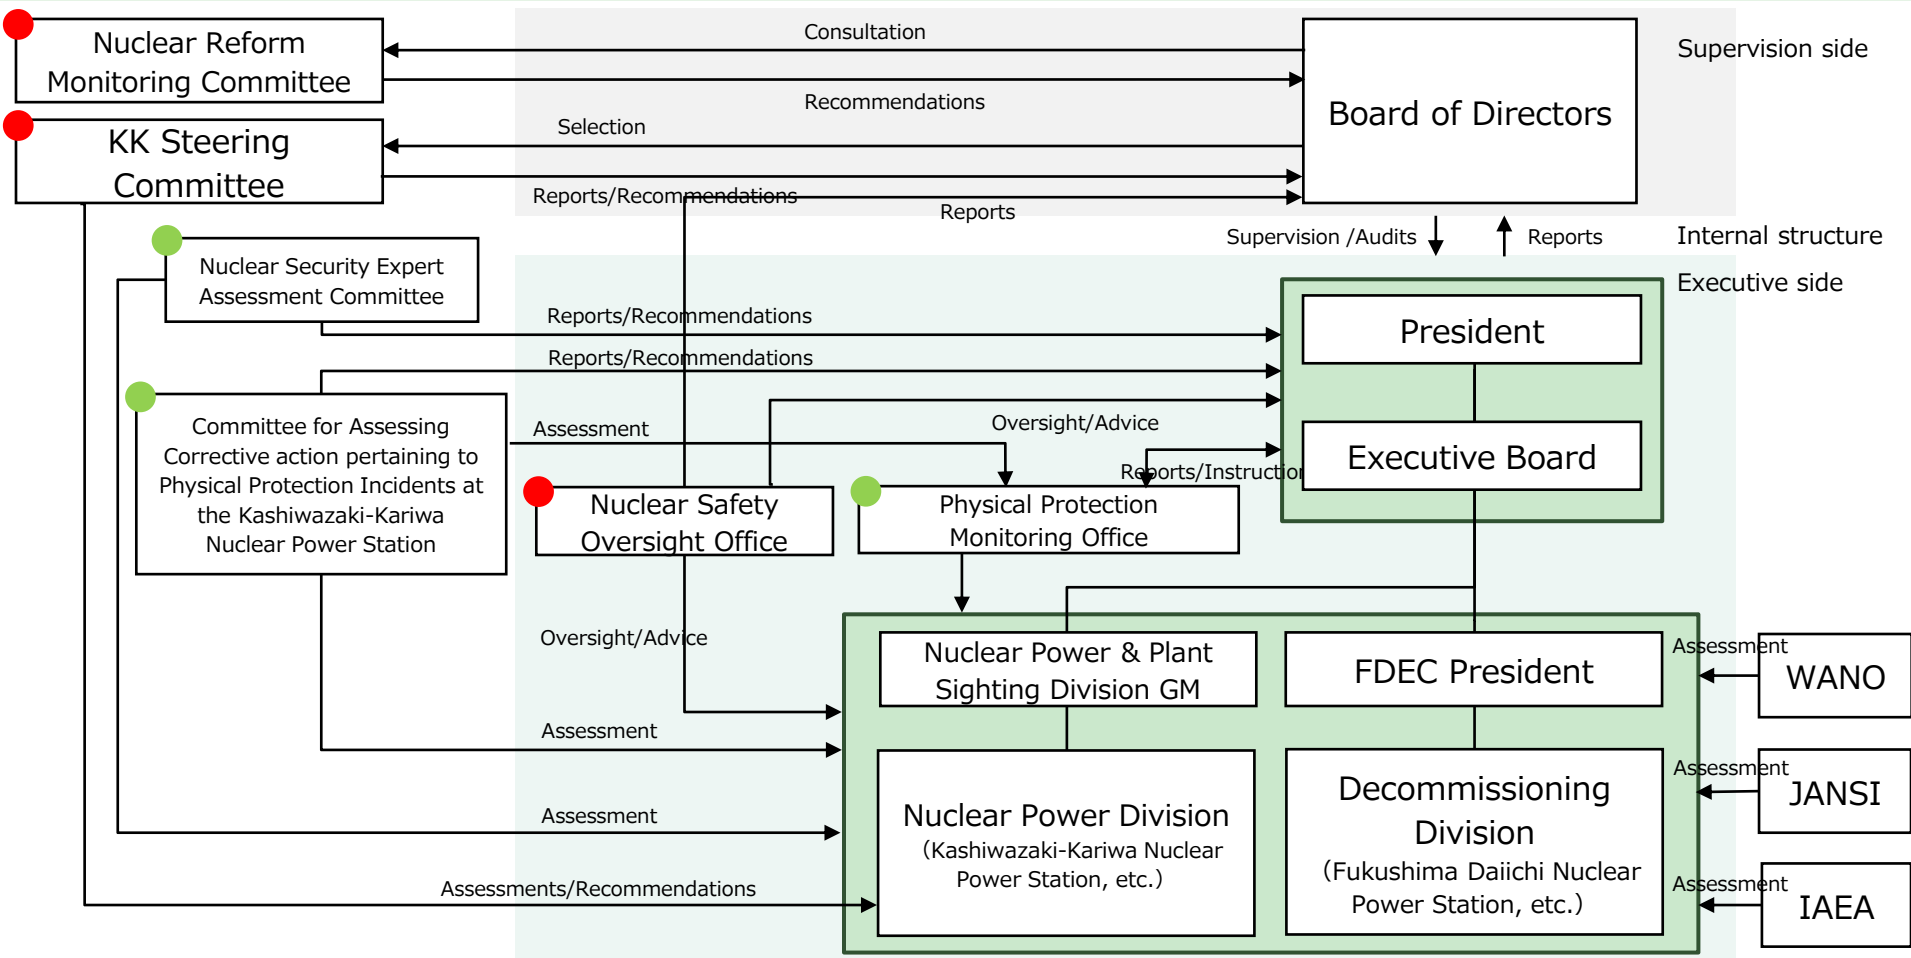 Nuclear Reform
Monitoring Committee
Consultation
Recommendations
Board of Directors
Supervision side
KK Steering
Committee
Selection
Reports/Recommendations
Reports
Supervision /Audits
Reports
Internal structure
Executive side
Nuclear Security Expert
Assessment Committee
Reports/Recommendations
President
Reports/Recommendations
Committee for Assessing
Corrective action pertaining to
Physical Protection Incidents at
the Kashiwazaki-Kariwa
Nuclear Power Station
Assessment
Oversight/Advice
Reports/Instruction
Executive Board
Nuclear Safety
Oversight Office
Physical Protection
Monitoring Office
Oversight/Advice
Nuclear Power & Plant
Sighting Division GM
FDEC President
Assessment
WANO
Assessment
Assessment
JANSI
Nuclear Power Division
(Kashiwazaki-Kariwa Nuclear
Power Station, etc.)
Decommissioning
Division
(Fukushima Daiichi Nuclear
Power Station, etc.)
Assessment
Assessments/Recommendations
Assessment
IAEA